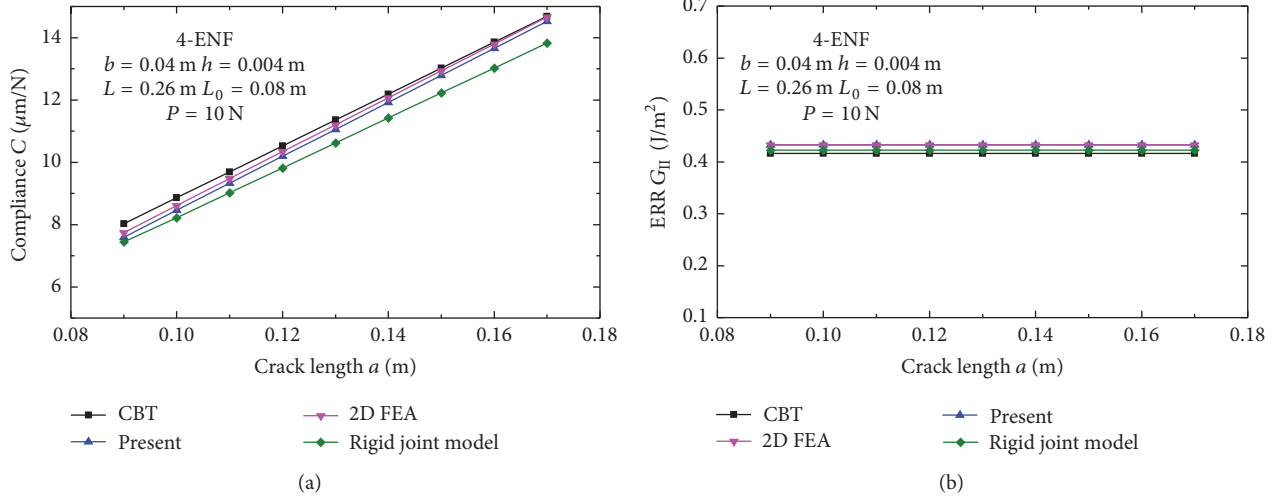 14
12
10
8
6
Compliance C (μm/N)
4-ENF
b = 0.04 m h = 0.004 m
L = 0.26 m L₀ = 0.08 m
P = 10 N
0.08 0.10 0.12 0.14 0.16 0.18
Crack length a (m)
CBT
2D FEA
Present
Rigid joint model
(a)
0.7
0.6
0.5
0.4
0.3
0.2
0.1
ERR G_II (J/m²)
4-ENF
b = 0.04 m h = 0.004 m
L = 0.26 m L₀ = 0.08 m
P = 10 N
0.08 0.10 0.12 0.14 0.16 0.18
Crack length a (m)
CBT
Present
2D FEA
Rigid joint model
(b)